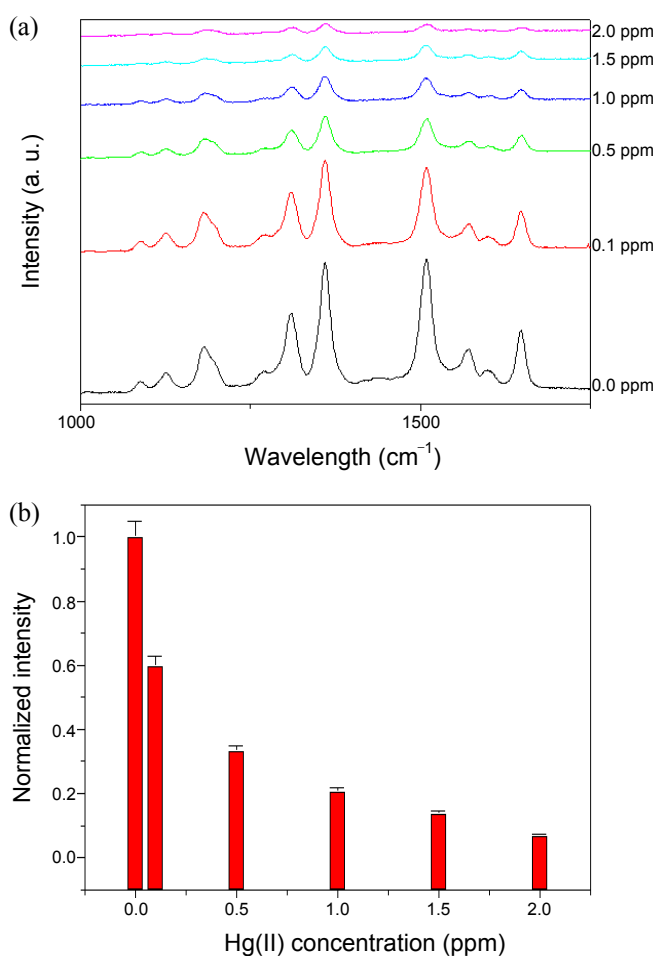 (a)
2.0 ppm
1.5 ppm
1.0 ppm
0.5 ppm
0.1 ppm
0.0 ppm
Intensity (a. u.)
1000
1500
Wavelength (cm⁻¹)
(b)
1.0
0.8
0.6
0.4
0.2
0.0
Normalized intensity
0.0
0.5
1.0
1.5
2.0
Hg(II) concentration (ppm)